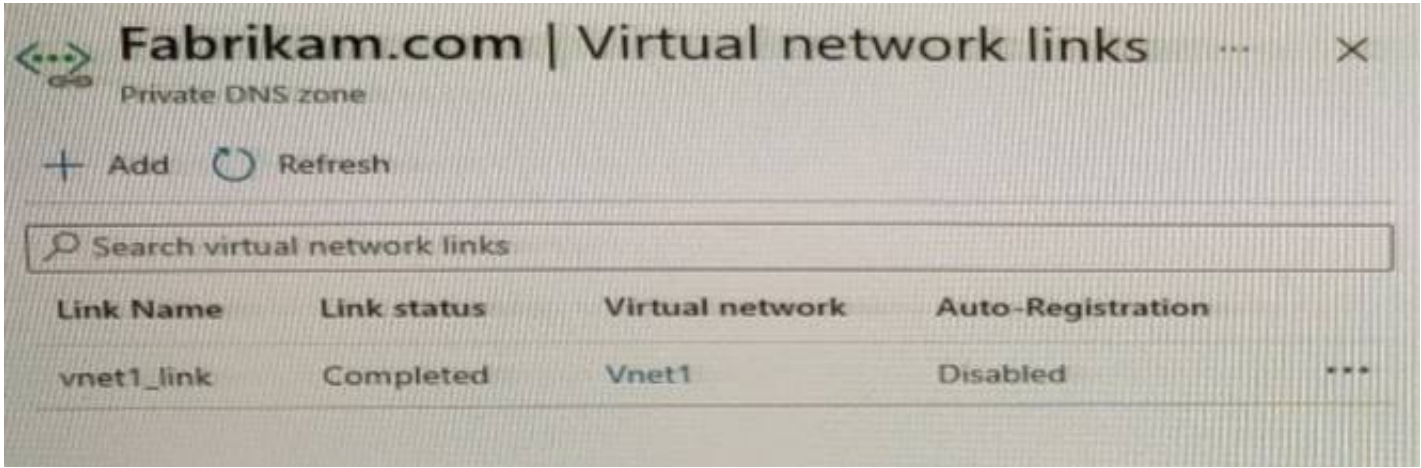 Fabrikam.com | Virtual network links ...
Private DNS zone
Add Refresh
Search virtual network links
Link Name Link status Virtual network Auto-Registration
vnet1_link Completed Vnet1 Disabled ...